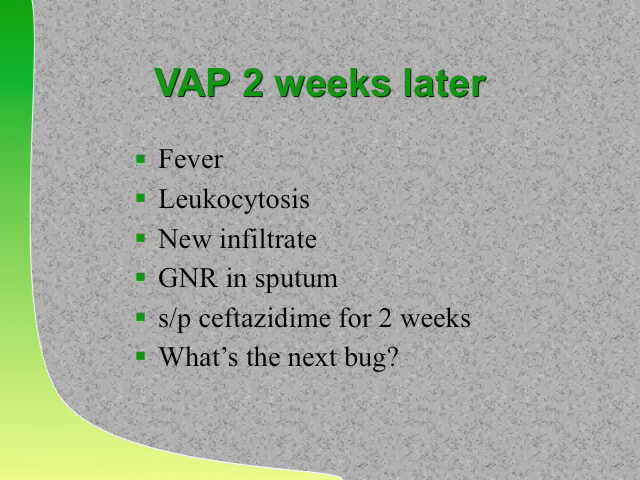 VAP 2 weeks later
Fever
Leukocytosis
New infiltrate
GNR in sputum
s/p ceftazidime for 2 weeks
What’s the next bug?